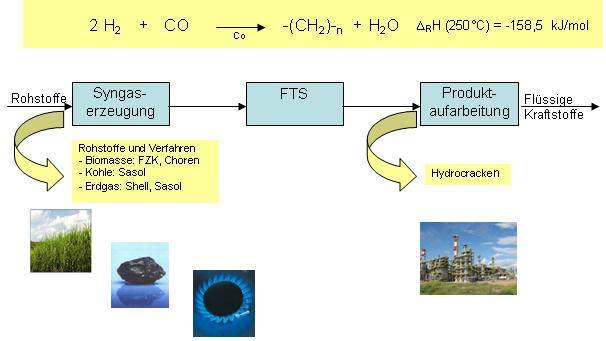 2 H₂ + CO → -(CH₂)-ₙ + H₂O Δ_RH (250°C) = -158,5 kJ/mol
Co
Rohstoffe
Syngas-
erzeugung
FTS
Produkt-
aufarbeitung
Flüssige
Kraftstoffe
Rohstoffe und Verfahren
- Biomasse: FZK, Choren
- Kohle: Sasol
- Erdgas: Shell, Sasol
Hydrocracken